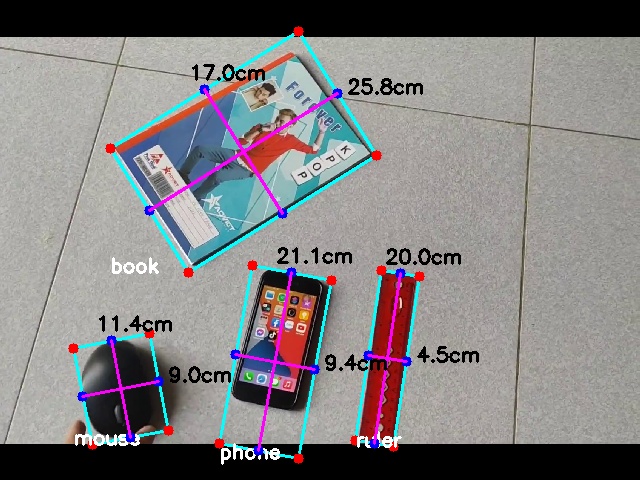 17.0cm
25.8cm
Forever
K
POP
book
21.1cm
20.0cm
11.4cm
9.0cm
9.4cm
4.5cm
mouse
phone
ruler